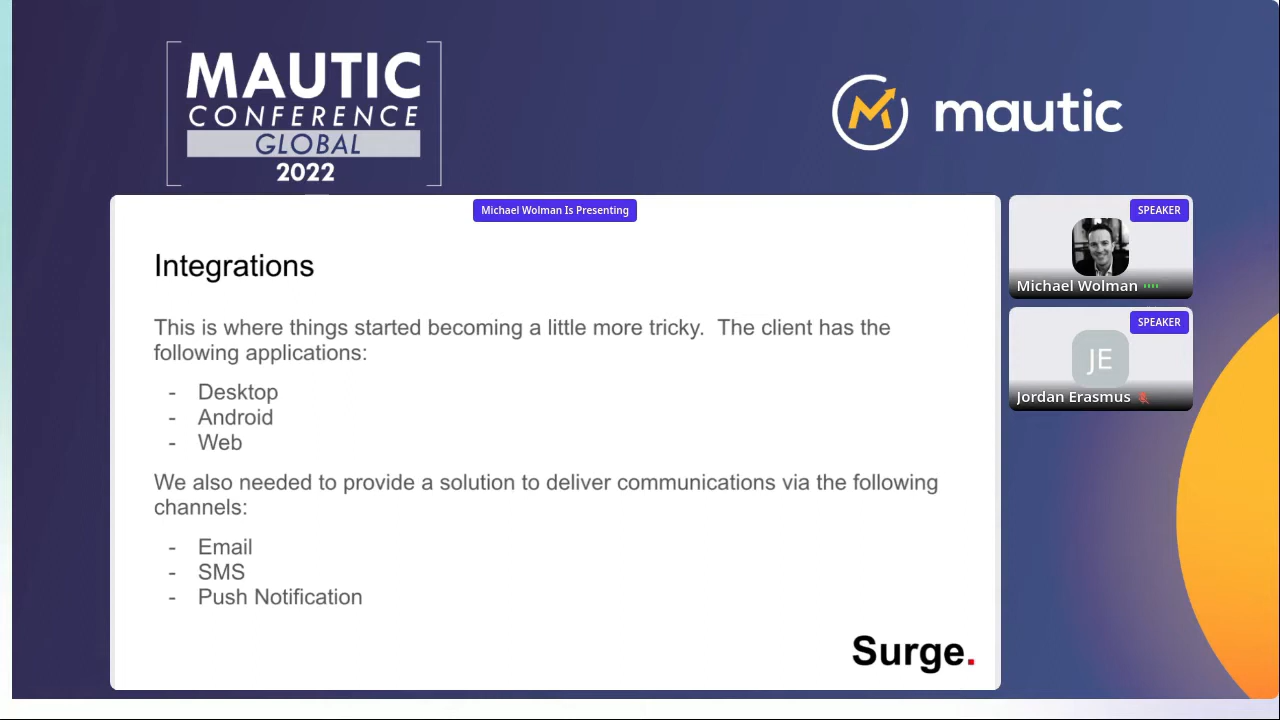 MAUTIC
CONFERENCE
GLOBAL
2022
mautic
Michael Wolman Is Presenting
Integrations
This is where things started becoming a little more tricky.  The client has the
following applications:
- Desktop
- Android
- Web
We also needed to provide a solution to deliver communications via the following
channels:
- Email
- SMS
- Push Notification
Surge.
SPEAKER
Michael Wolman
SPEAKER
JE
Jordan Erasmus